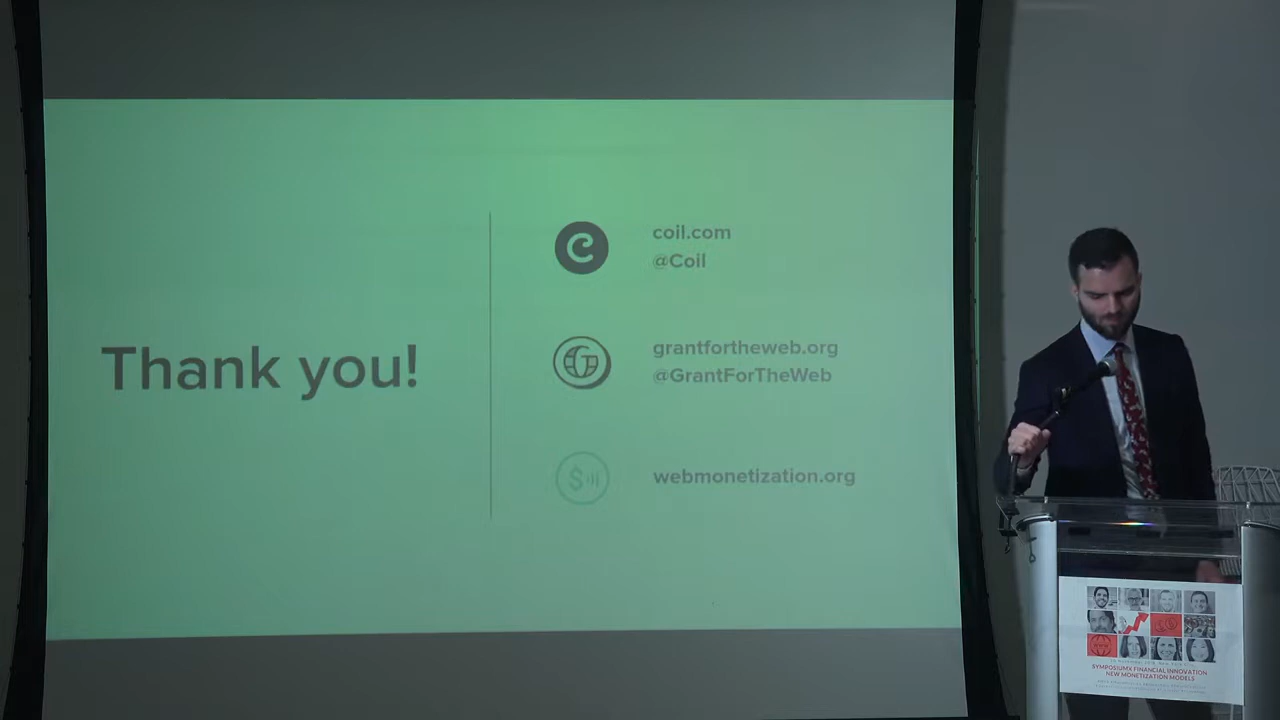 Thank you!
coil.com
@Coil
grantfortheweb.org
@GrantForTheWeb
webmonetization.org
SYMPOSIUMX FINANCIAL INNOVATION
NEW MONETIZATION MODELS